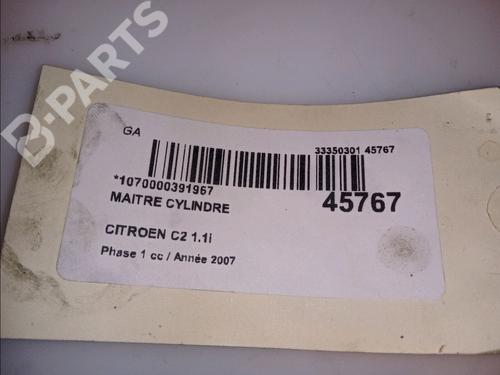 B-PARTS
GA
33350301 45767
*1070000391967
MAITRE CYLINDRE
45767
CITROEN C2 1.1i
Phase 1 cc / Année 2007